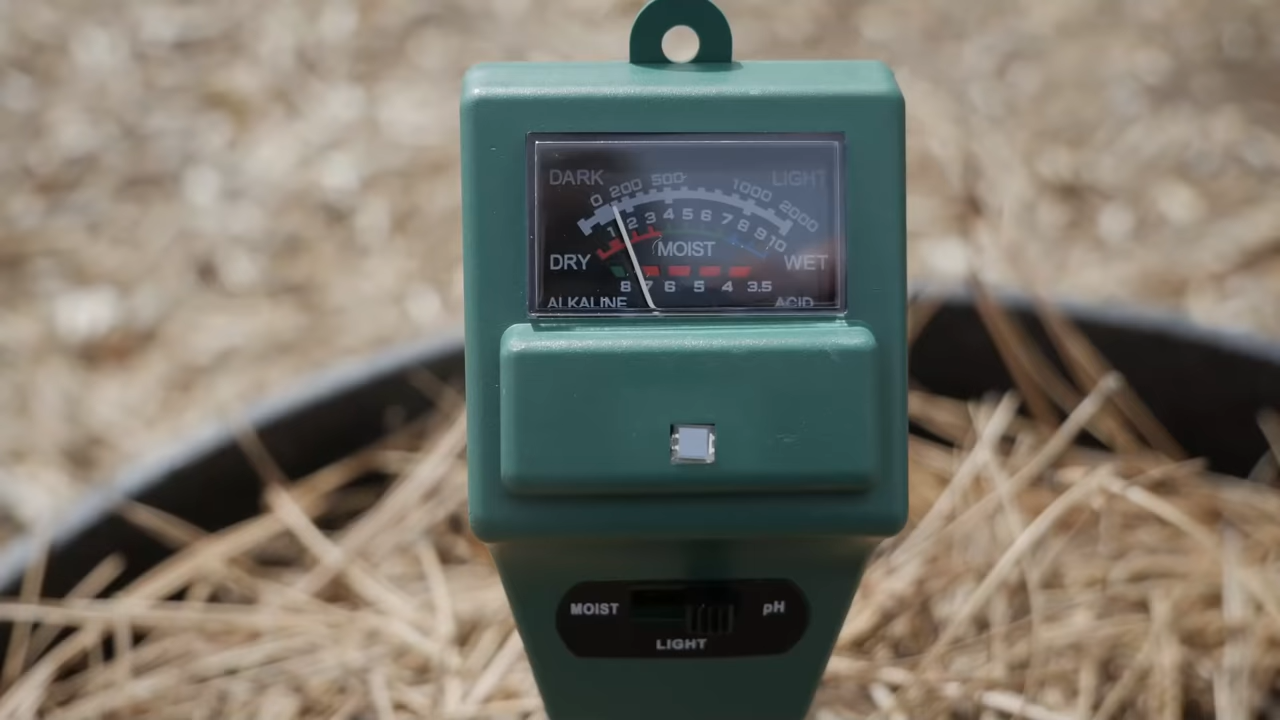 DARK LIGHT
0 200 500 1000 2000
1 2 3 4 5 6 7 8 9 10
DRY MOIST WET
8 7 6 5 4 3.5
ALKALINE ACID
MOIST pH
LIGHT